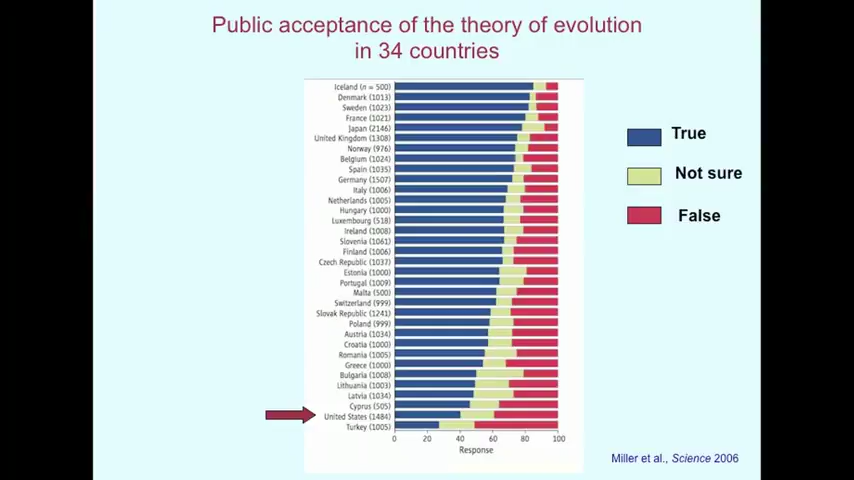 Public acceptance of the theory of evolution
in 34 countries
Iceland (n = 500)
Denmark (1013)
Sweden (1023)
France (1021)
Japan (2146)
United Kingdom (1308)
Norway (976)
Belgium (1024)
Spain (1035)
Germany (1507)
Italy (1006)
Netherlands (1005)
Hungary (1000)
Luxembourg (518)
Ireland (1008)
Slovenia (1061)
Finland (1006)
Czech Republic (1037)
Estonia (1000)
Portugal (1009)
Malta (500)
Switzerland (999)
Slovak Republic (1241)
Poland (999)
Austria (1034)
Croatia (1000)
Romania (1005)
Greece (1000)
Bulgaria (1008)
Lithuania (1003)
Latvia (1034)
Cyprus (505)
United States (1484)
Turkey (1005)
0 20 40 60 80 100
Response
True
Not sure
False
Miller et al., Science 2006